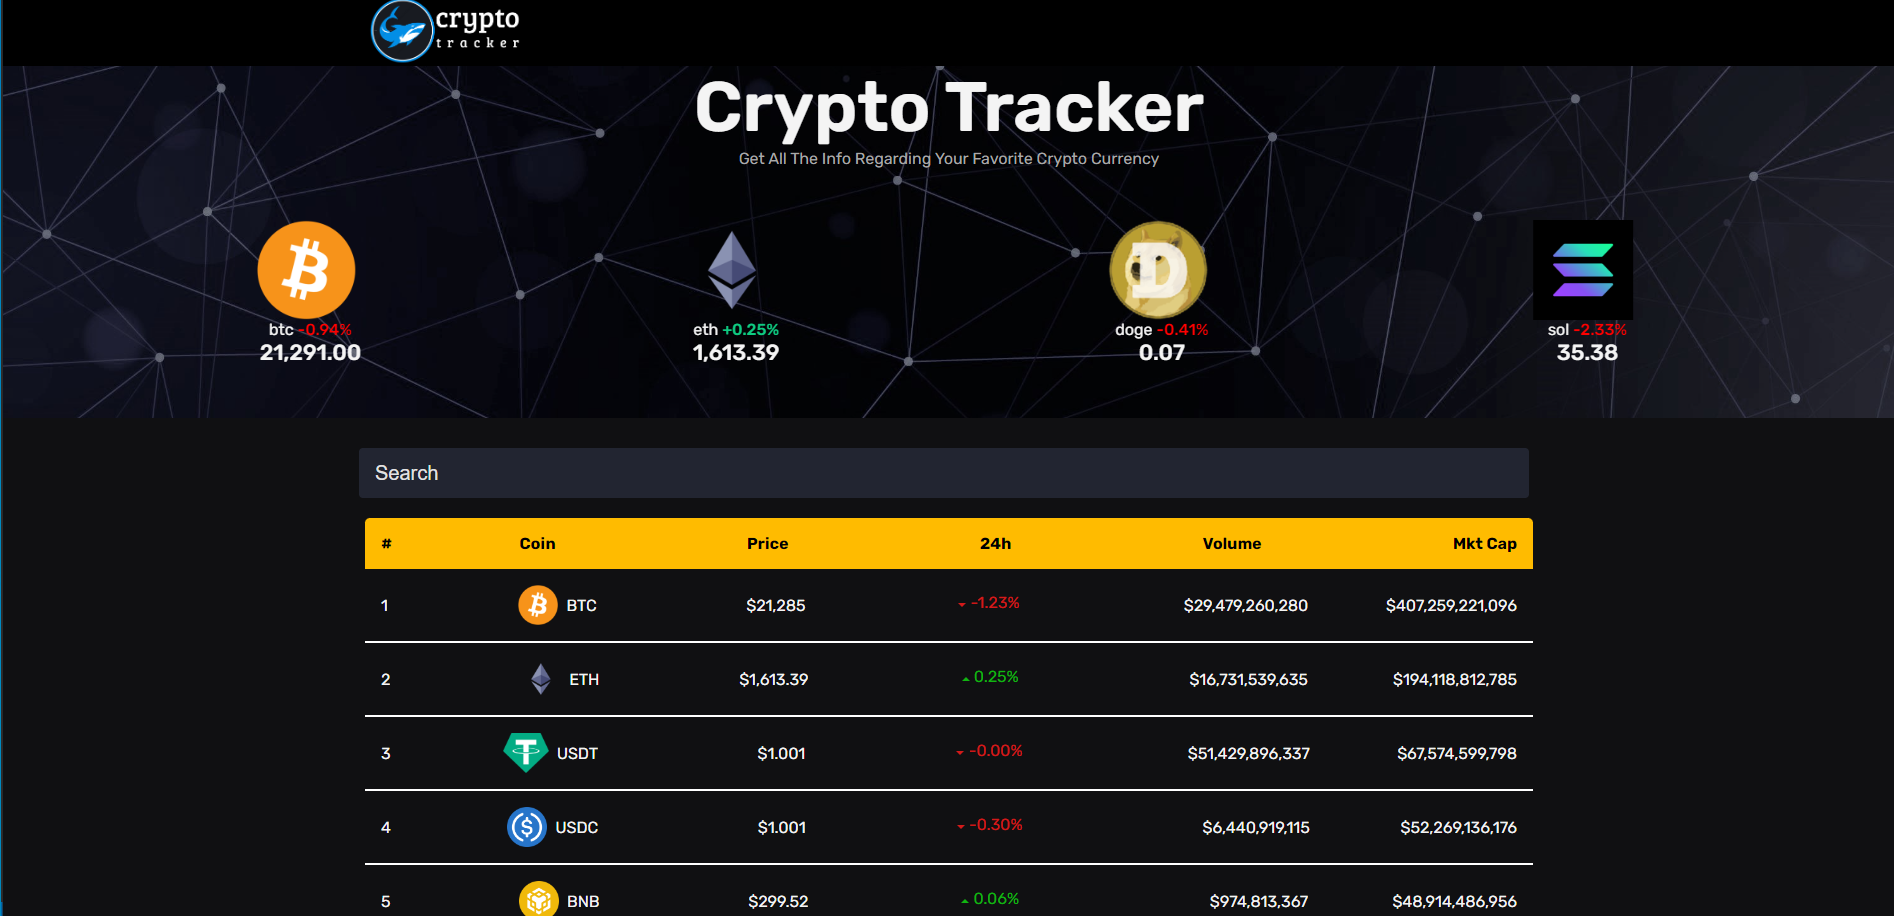 crypto
tracker
Crypto Tracker
Get All The Info Regarding Your Favorite Crypto Currency
btc -0.94%
21,291.00
eth +0.25%
1,613.39
doge -0.41%
0.07
sol -2.33%
35.38
Search
# Coin Price 24h Volume Mkt Cap
1 BTC $21,285 -1.23% $29,479,260,280 $407,259,221,096
2 ETH $1,613.39 0.25% $16,731,539,635 $194,118,812,785
3 USDT $1.001 -0.00% $51,429,896,337 $67,574,599,798
4 USDC $1.001 -0.30% $6,440,919,115 $52,269,136,176
5 BNB $299.52 0.06% $974,813,367 $48,914,486,956